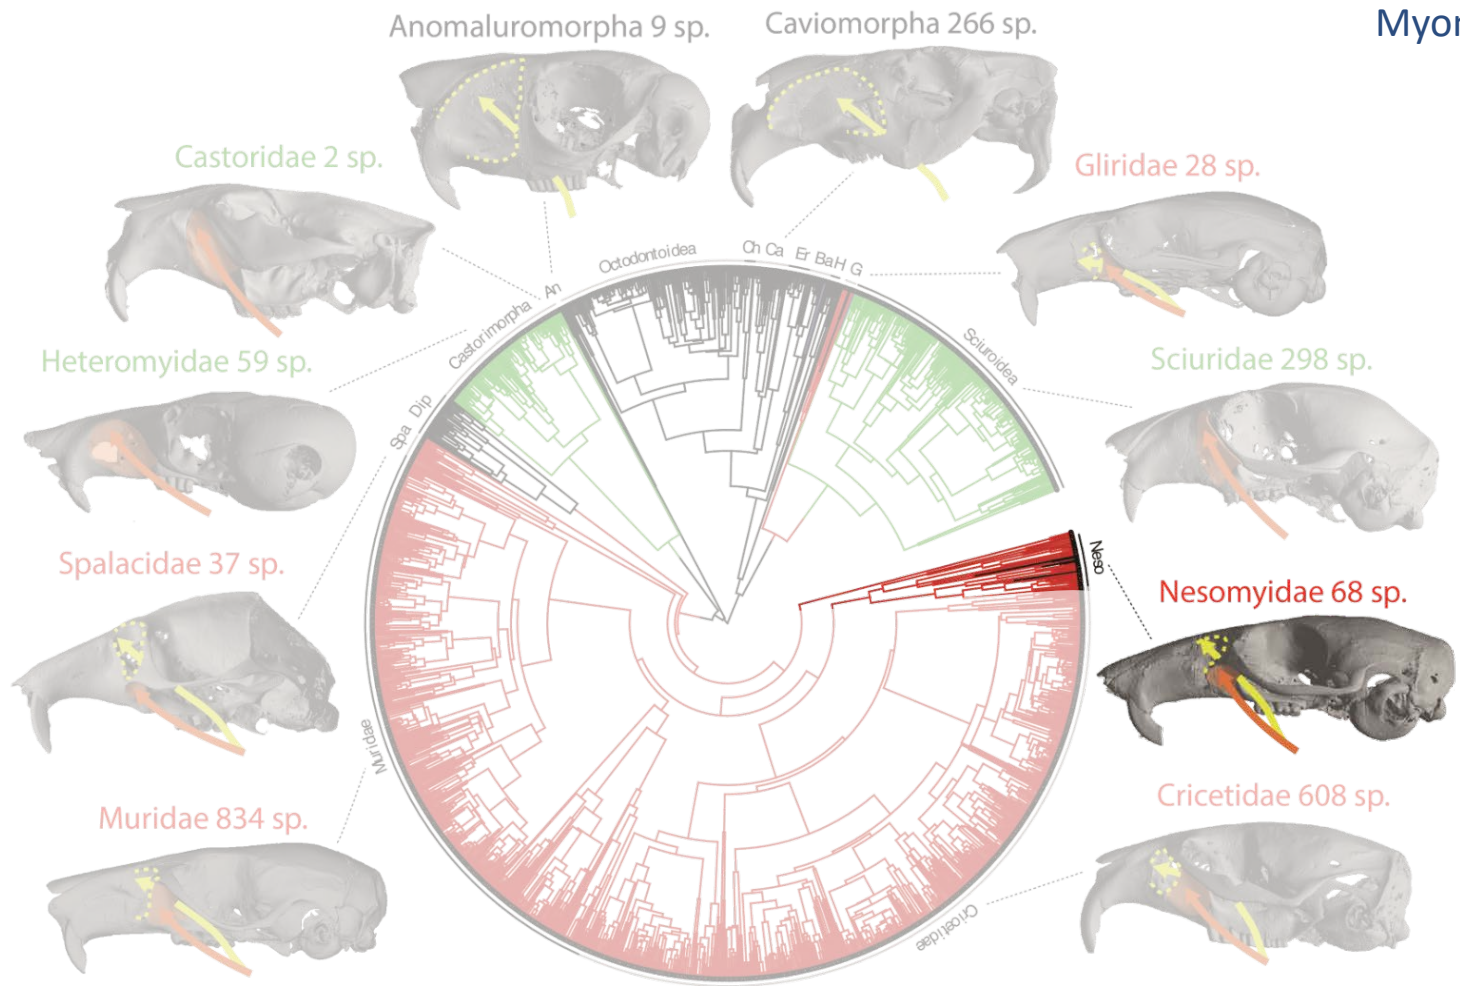 Anomaluromorpha 9 sp.
Caviomorpha 266 sp.
Myor
Castoridae 2 sp.
Gliridae 28 sp.
Octodontoidea
Ch Ca
Er Ba H G
An
Castorimorpha
Sciuroidea
Heteromyidae 59 sp.
Sciuridae 298 sp.
Spa Dip
Neso
Spalacidae 37 sp.
Nesomyidae 68 sp.
Muridae
Muridae 834 sp.
Cricetidae 608 sp.
Cricetidae